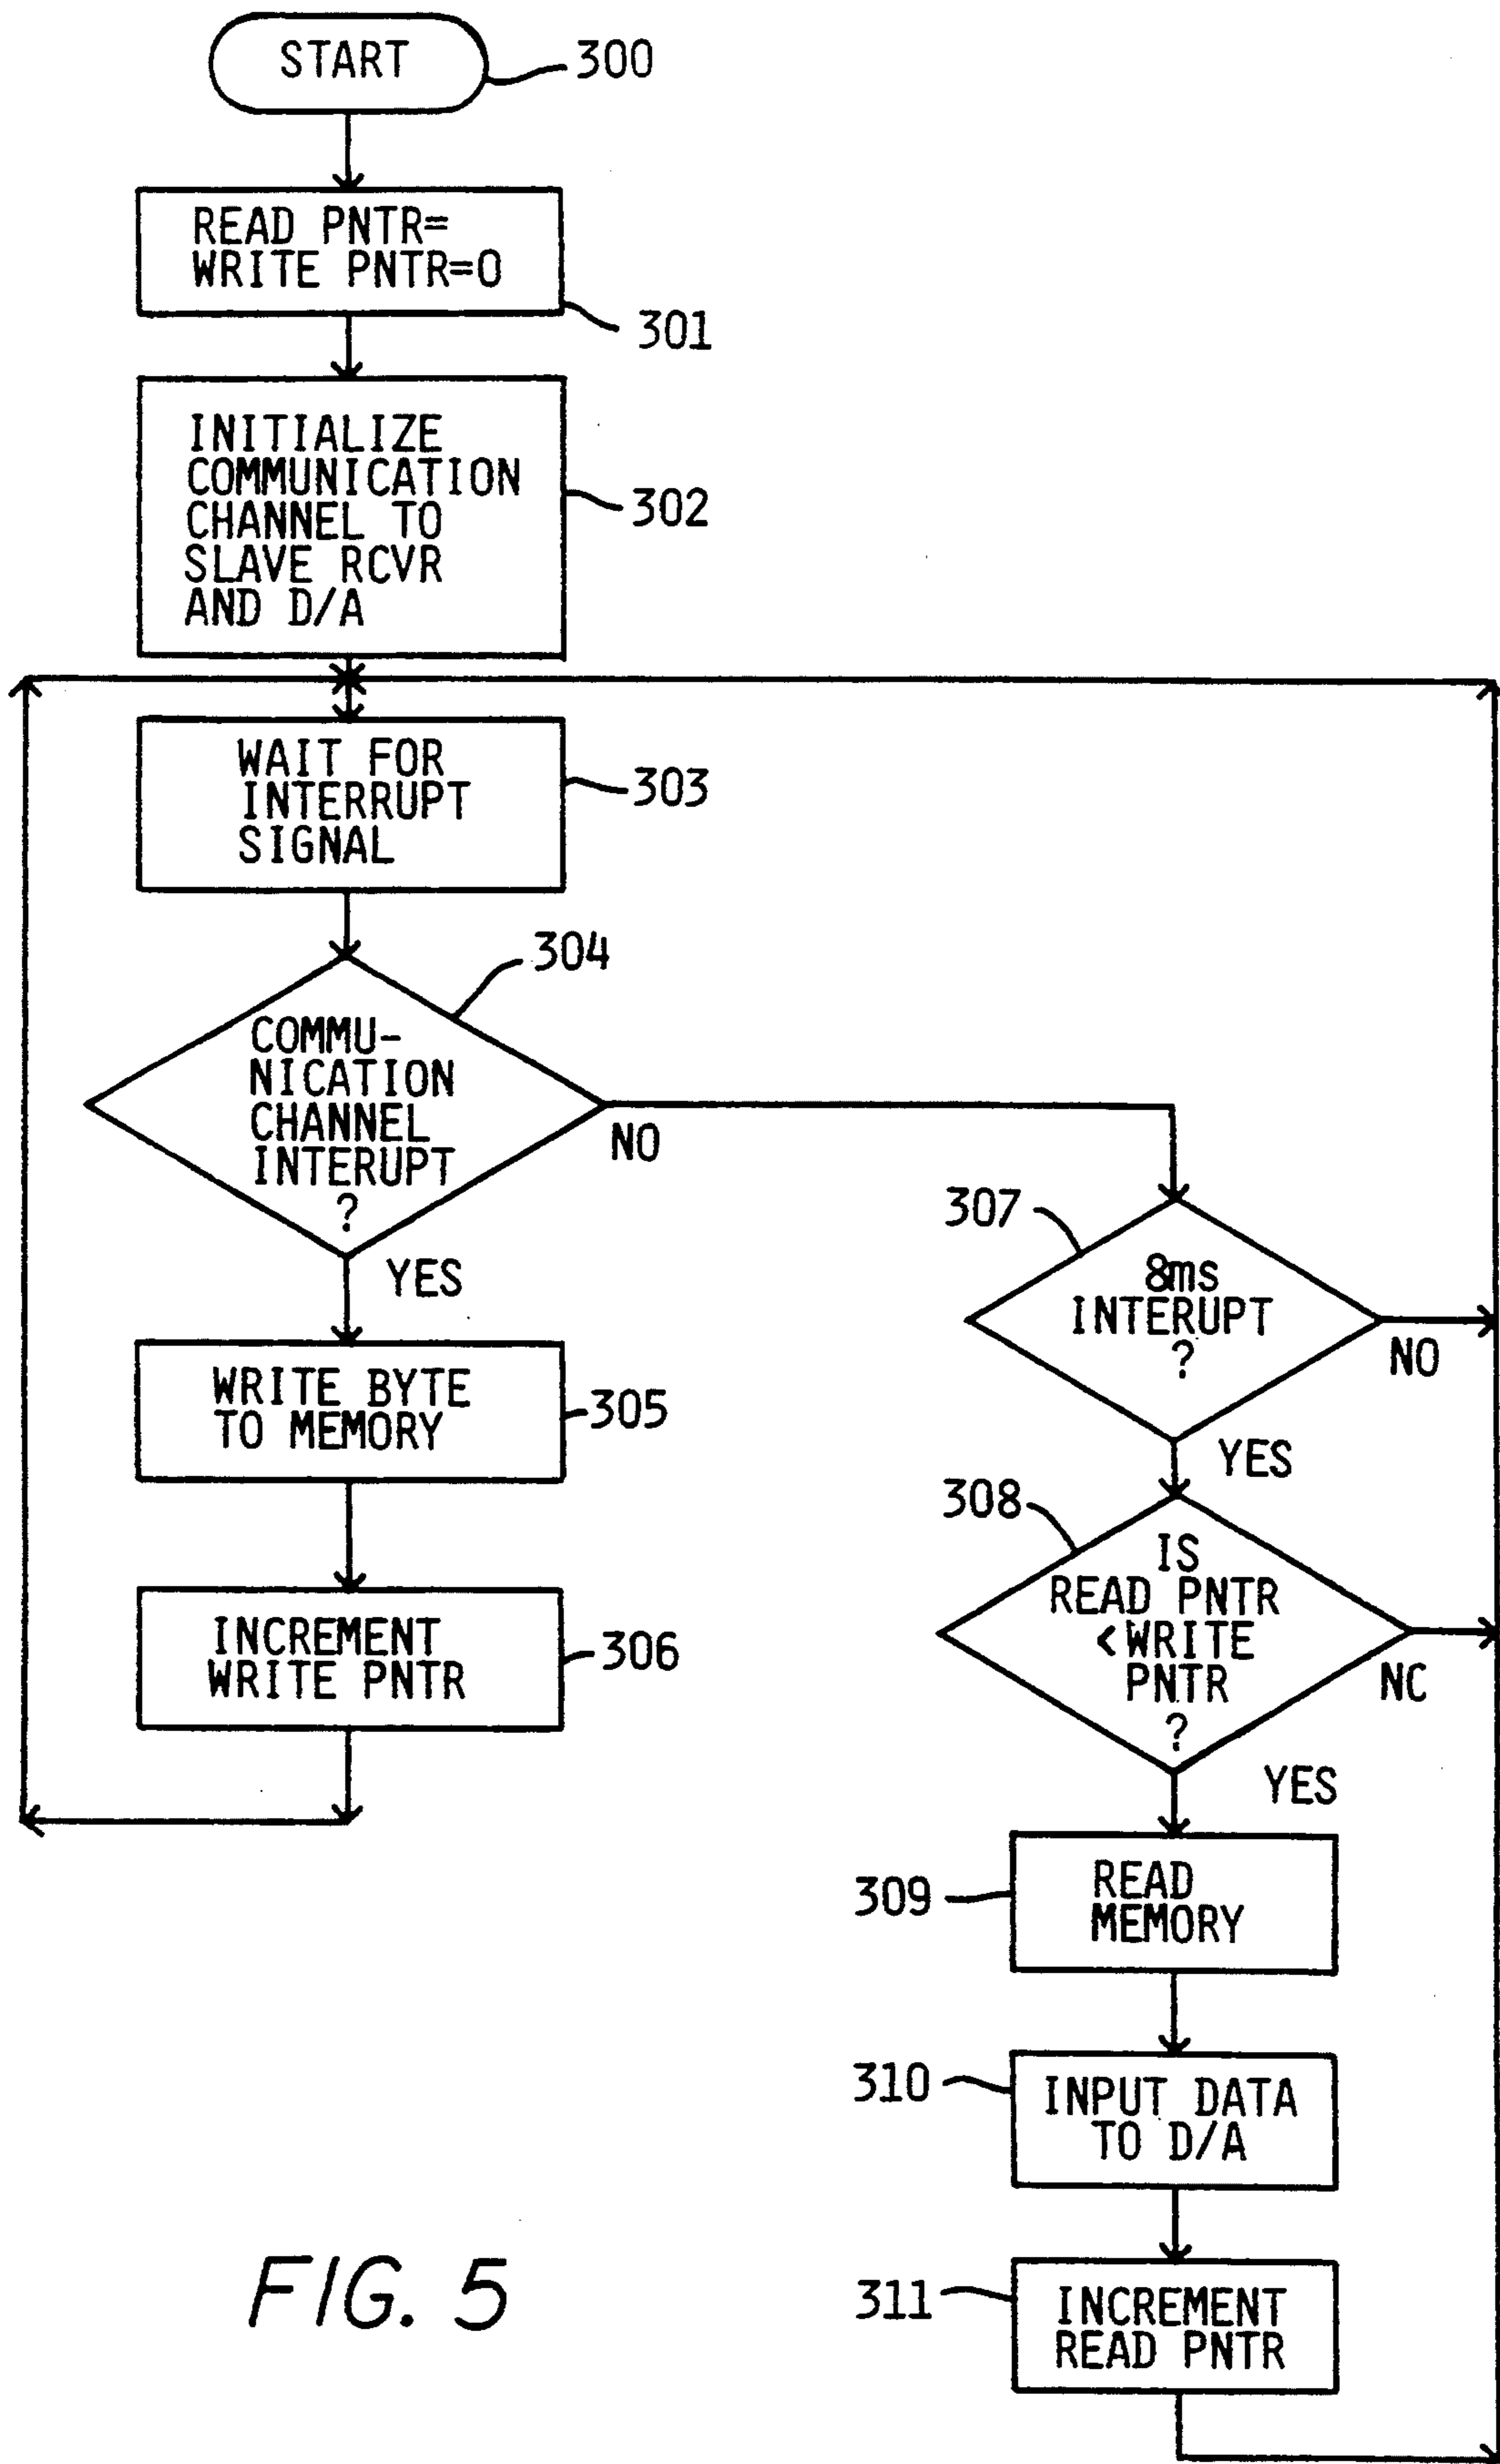 START
300
READ PNTR=
WRITE PNTR=0
301
INITIALIZE
COMMUNICATION
CHANNEL TO
SLAVE RCVR
AND D/A
302
WAIT FOR
INTERRUPT
SIGNAL
303
304
COMMU-
NICATION
CHANNEL
INTERUPT
?
NO
YES
WRITE BYTE
TO MEMORY
305
INCREMENT
WRITE PNTR
306
307
8ms
INTERUPT
?
NO
YES
308
IS
READ PNTR
< WRITE
PNTR
?
NC
YES
309
READ
MEMORY
310
INPUT DATA
TO D/A
311
INCREMENT
READ PNTR
FIG. 5